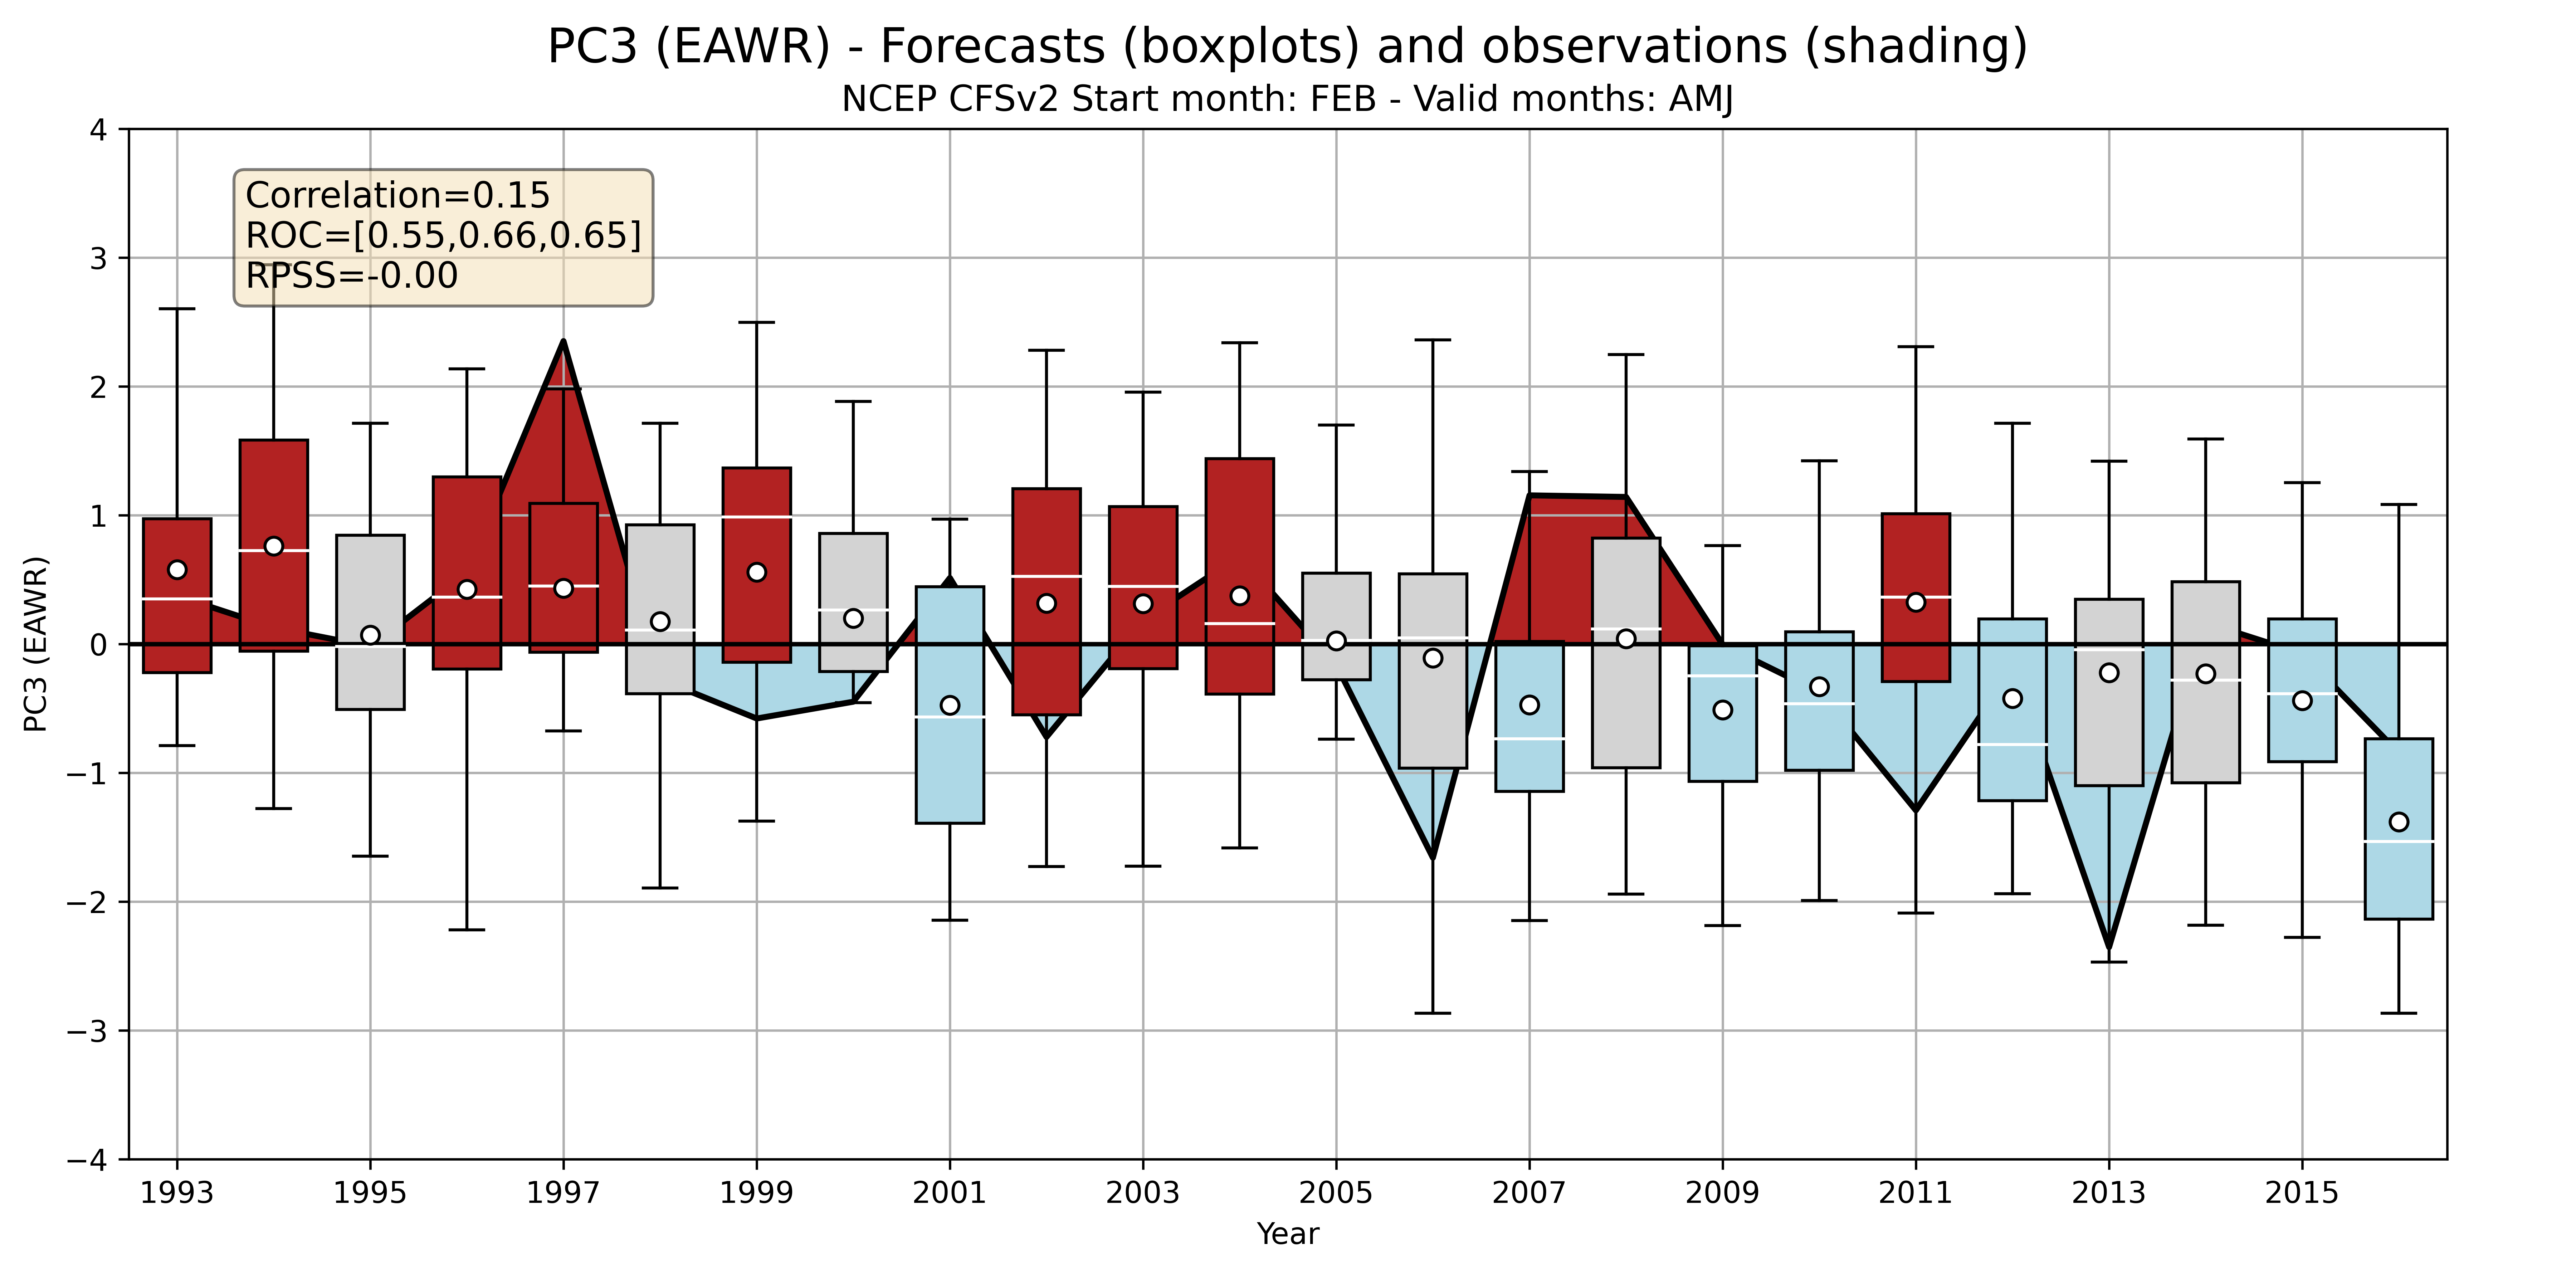 PC3 (EAWR) - Forecasts (boxplots) and observations (shading)
NCEP CFSv2 Start month: FEB - Valid months: AMJ
Correlation=0.15
ROC=[0.55,0.66,0.65]
RPSS=-0.00
PC3 (EAWR)
4
3
2
1
0
−1
−2
−3
−4
1993 1995 1997 1999 2001 2003 2005 2007 2009 2011 2013 2015
Year